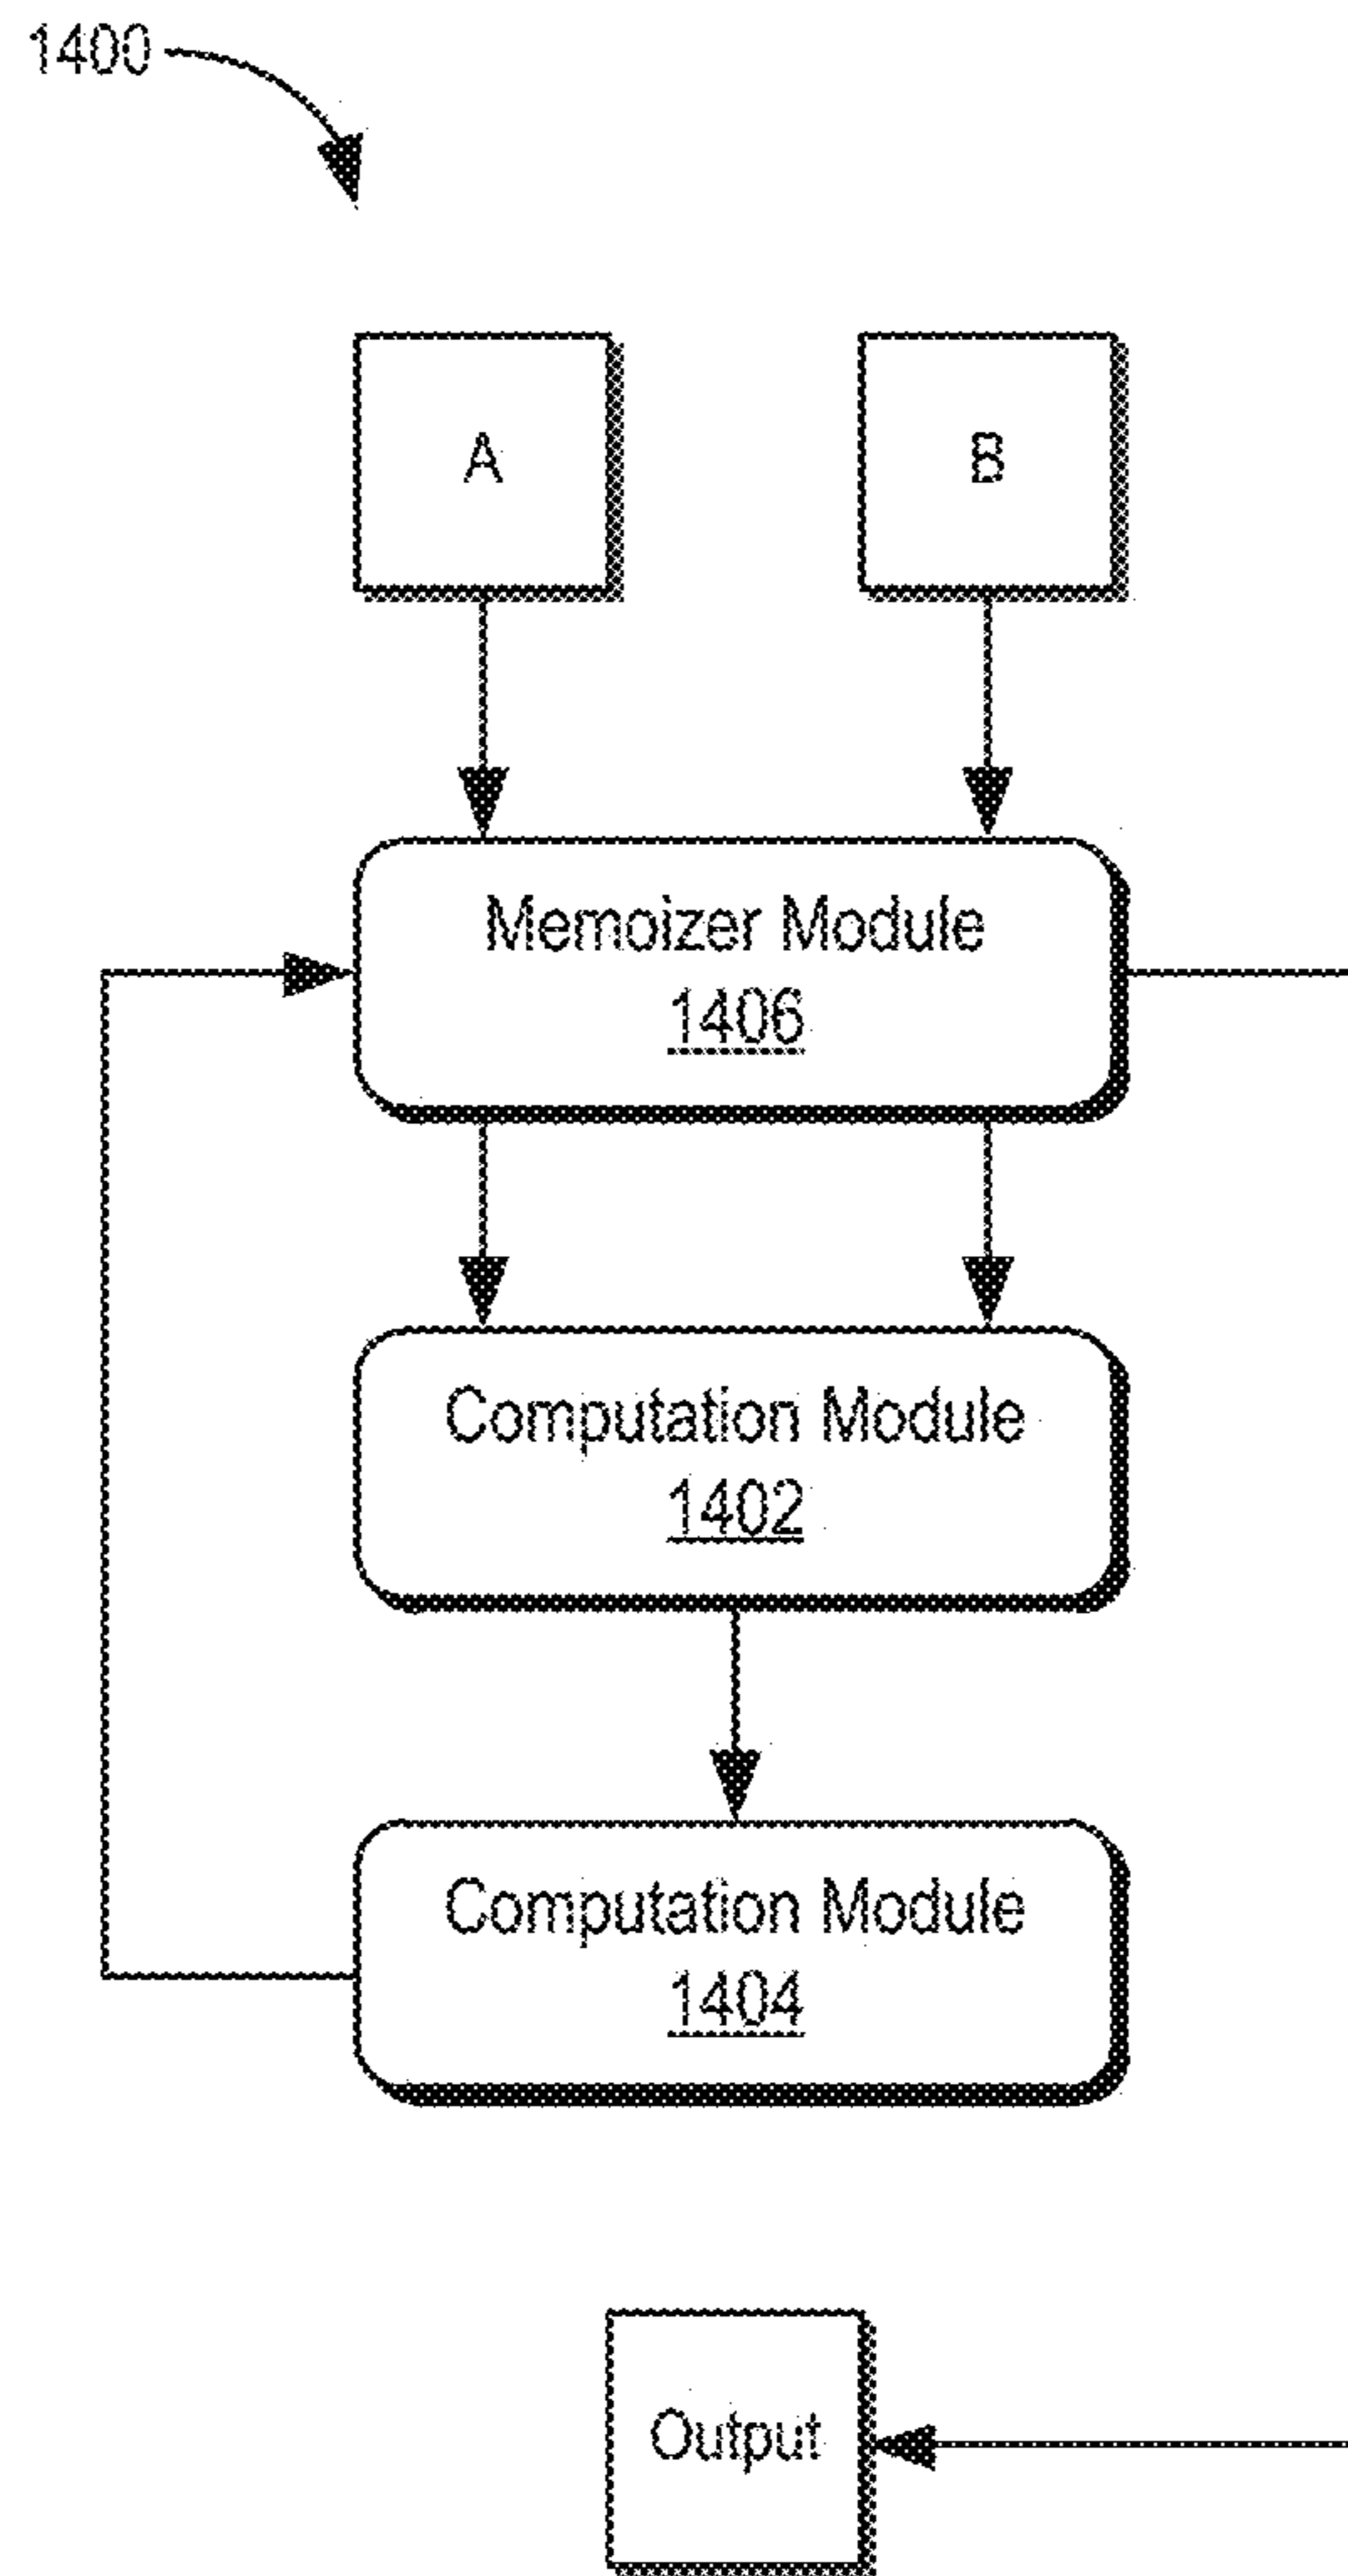 1400
A
B
Memoizer Module
1406
Computation Module
1402
Computation Module
1404
Output